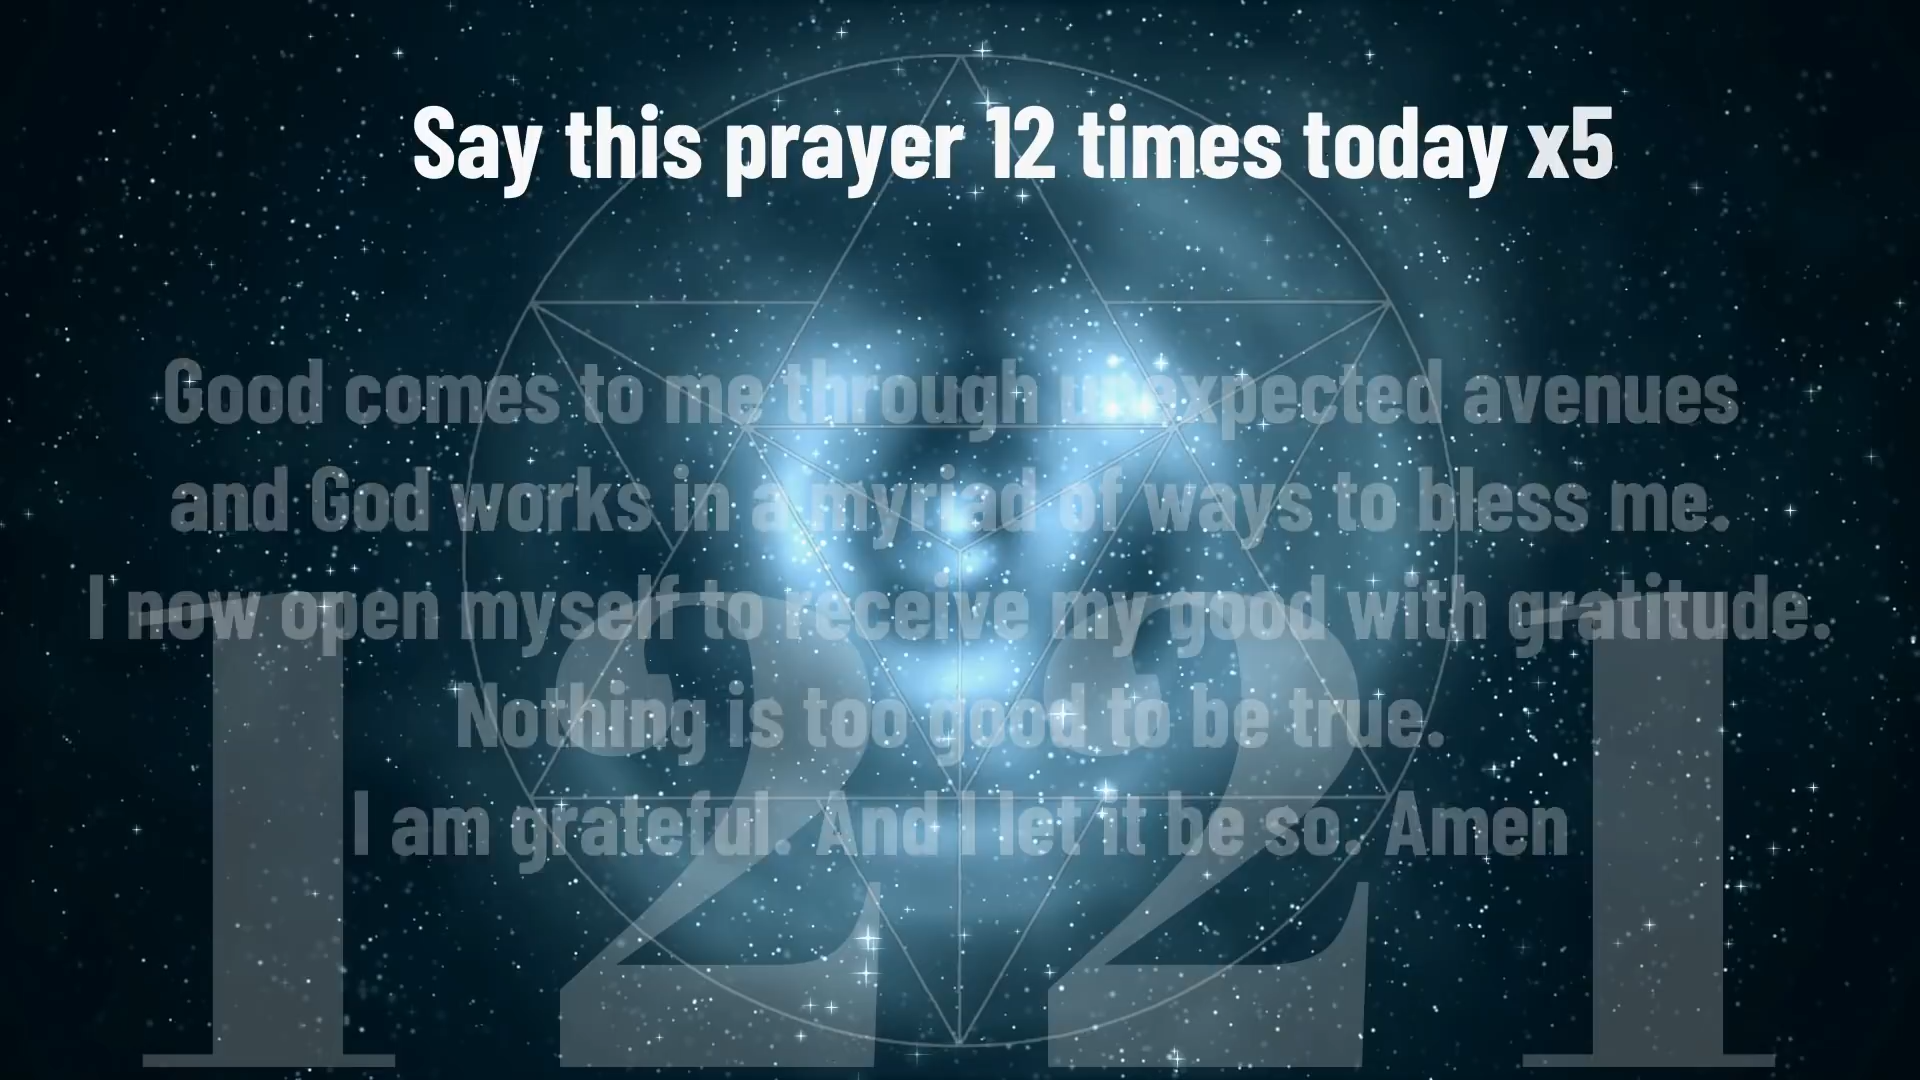 Say this prayer 12 times today x5
Good comes to me through unexpected avenues
and God works in a myriad of ways to bless me.
I now open myself to receive my good with gratitude.
Nothing is too good to be true.
I am grateful. And I let it be so. Amen
1221